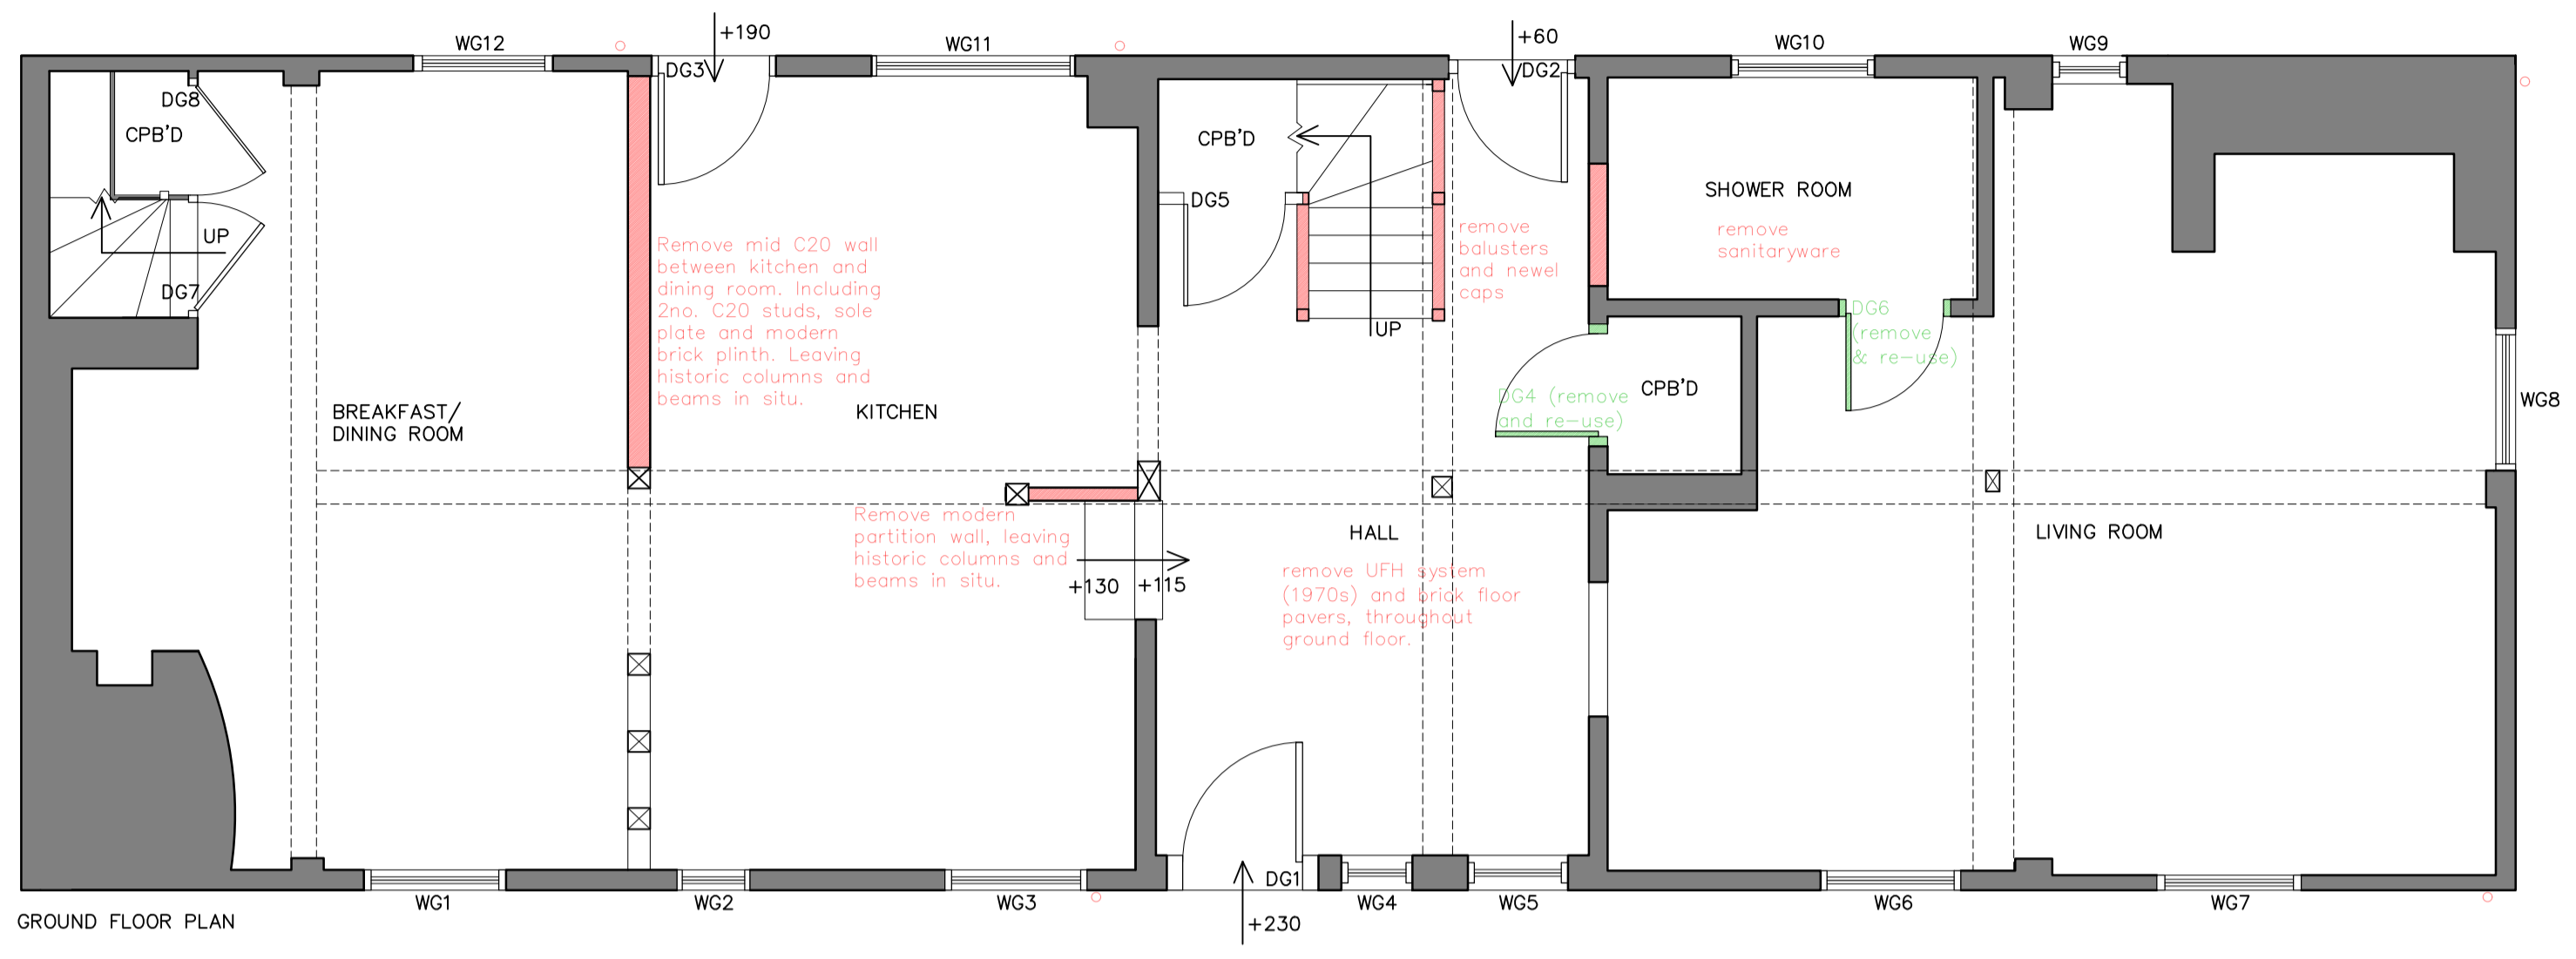 WG12
+190
WG11
+60
WG10
WG9
DG3
DG2
DG8
CPB'D
CPB'D
SHOWER ROOM
DG5
remove
sanitaryware
UP
remove
balusters
and newel
caps
Remove mid C20 wall
between kitchen and
dining room. Including
2no. C20 studs, sole
plate and modern
brick plinth. Leaving
historic columns and
beams in situ.
DG7
UP
DG6
(remove
& re-use)
DG4 (remove
and re-use)
CPB'D
WG8
BREAKFAST/
DINING ROOM
KITCHEN
Remove modern
partition wall, leaving
historic columns and
beams in situ.
HALL
LIVING ROOM
remove UFH system
(1970s) and brick floor
pavers, throughout
ground floor.
+130
+115
DG1
WG1
WG2
WG3
WG4
WG5
WG6
WG7
+230
GROUND FLOOR PLAN